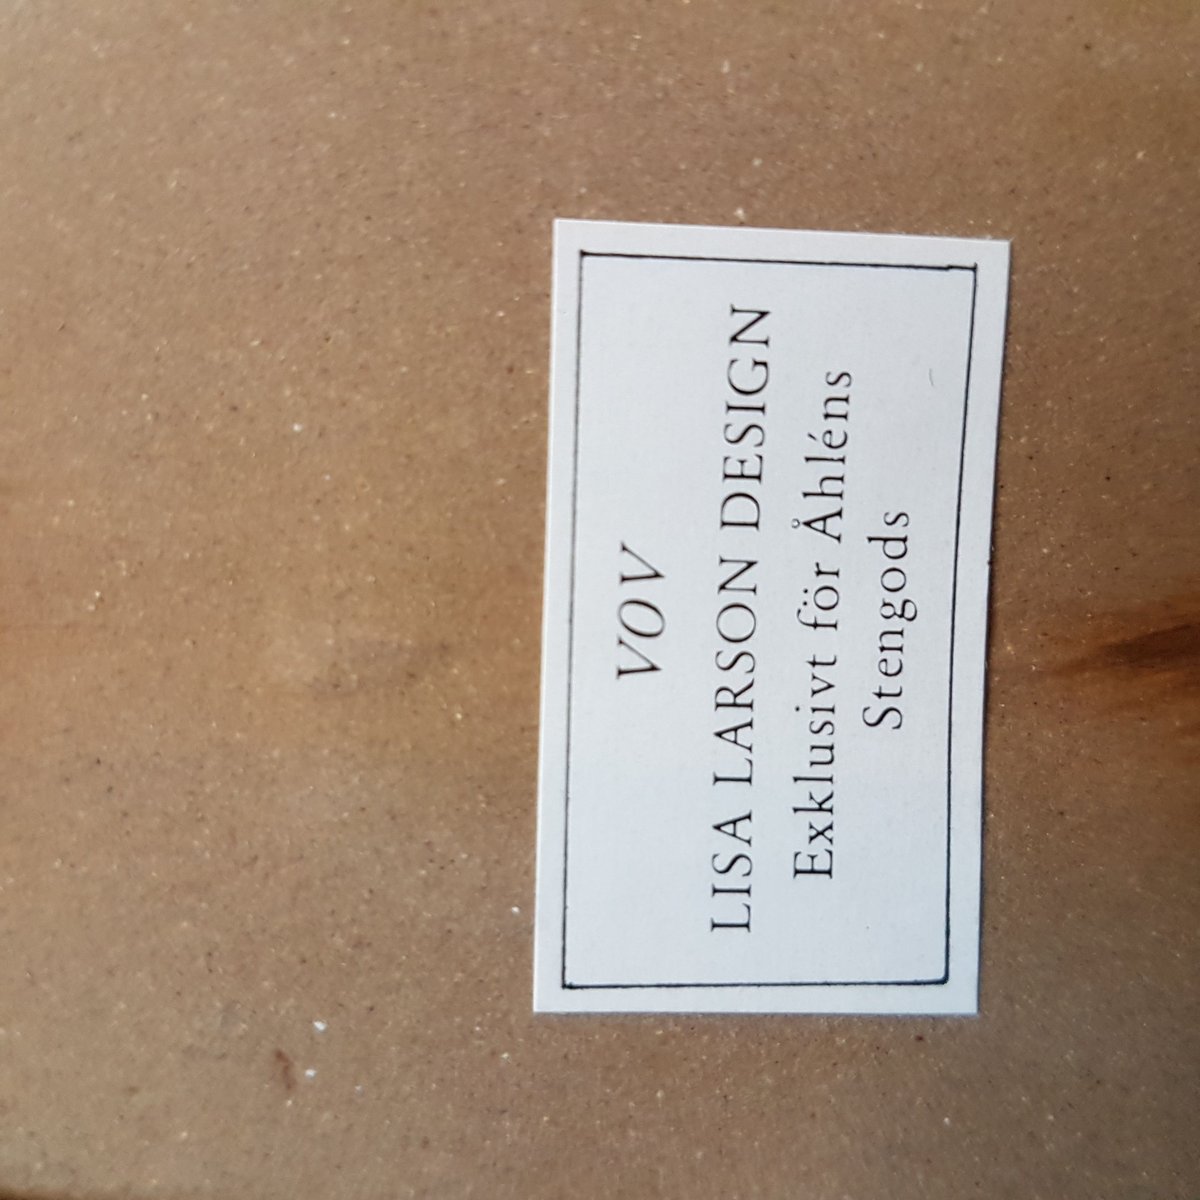 VOV
LISA LARSON DESIGN
Exklusivt för Åhléns
Stengods